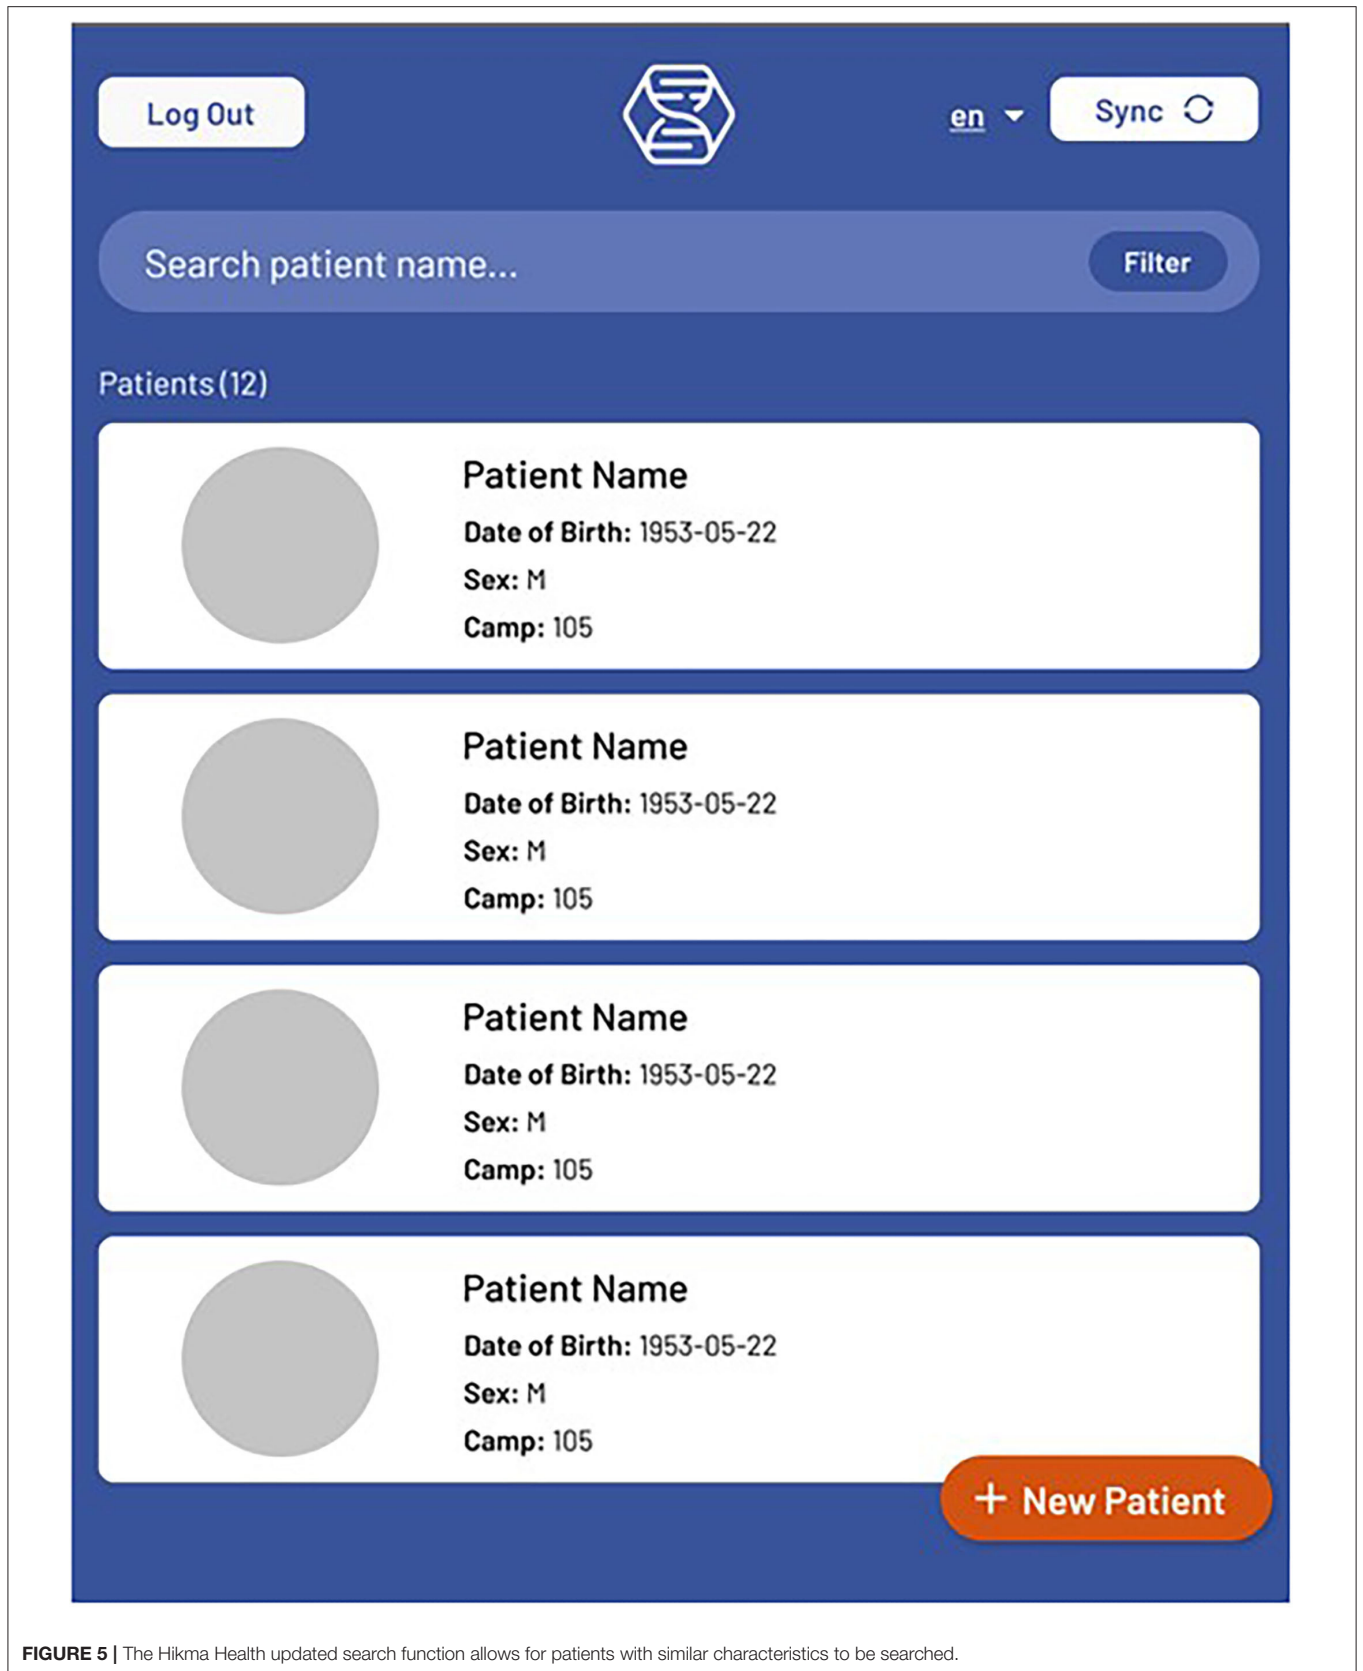 Log Out
en
Sync
Search patient name...
Filter
Patients (12)
Patient Name
Date of Birth: 1953-05-22
Sex: M
Camp: 105
Patient Name
Date of Birth: 1953-05-22
Sex: M
Camp: 105
Patient Name
Date of Birth: 1953-05-22
Sex: M
Camp: 105
Patient Name
Date of Birth: 1953-05-22
Sex: M
Camp: 105
+ New Patient
FIGURE 5 | The Hikma Health updated search function allows for patients with similar characteristics to be searched.